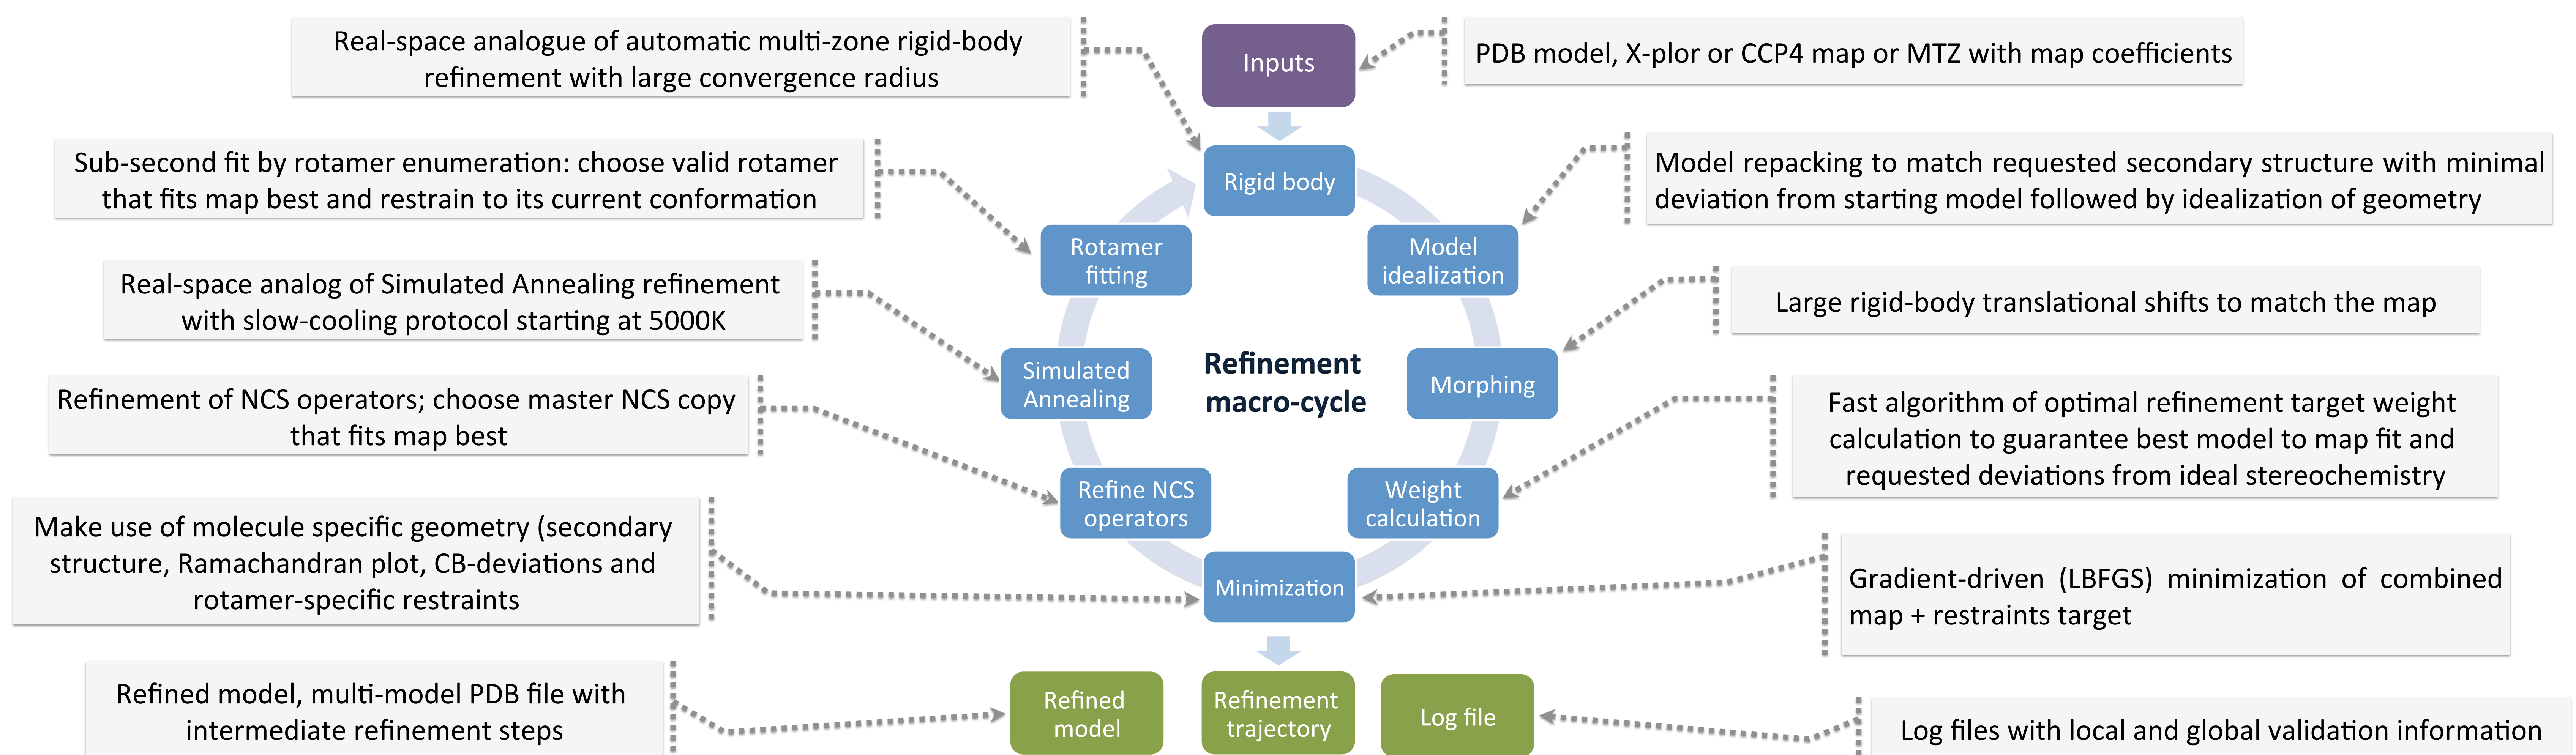 Real-space analogue of automatic multi-zone rigid-body
refinement with large convergence radius
Inputs
PDB model, X-plor or CCP4 map or MTZ with map coefficients
Sub-second fit by rotamer enumeration: choose valid rotamer
that fits map best and restrain to its current conformation
Rigid body
Model repacking to match requested secondary structure with minimal
deviation from starting model followed by idealization of geometry
Rotamer
fitting
Model
idealization
Real-space analog of Simulated Annealing refinement
with slow-cooling protocol starting at 5000K
Large rigid-body translational shifts to match the map
Simulated
Annealing
Refinement
macro-cycle
Morphing
Refinement of NCS operators; choose master NCS copy
that fits map best
Fast algorithm of optimal refinement target weight
calculation to guarantee best model to map fit and
requested deviations from ideal stereochemistry
Refine NCS
operators
Weight
calculation
Make use of molecule specific geometry (secondary
structure, Ramachandran plot, CB-deviations and
rotamer-specific restraints
Minimization
Gradient-driven (LBFGS) minimization of combined
map + restraints target
Refined model, multi-model PDB file with
intermediate refinement steps
Refined
model
Refinement
trajectory
Log file
Log files with local and global validation information